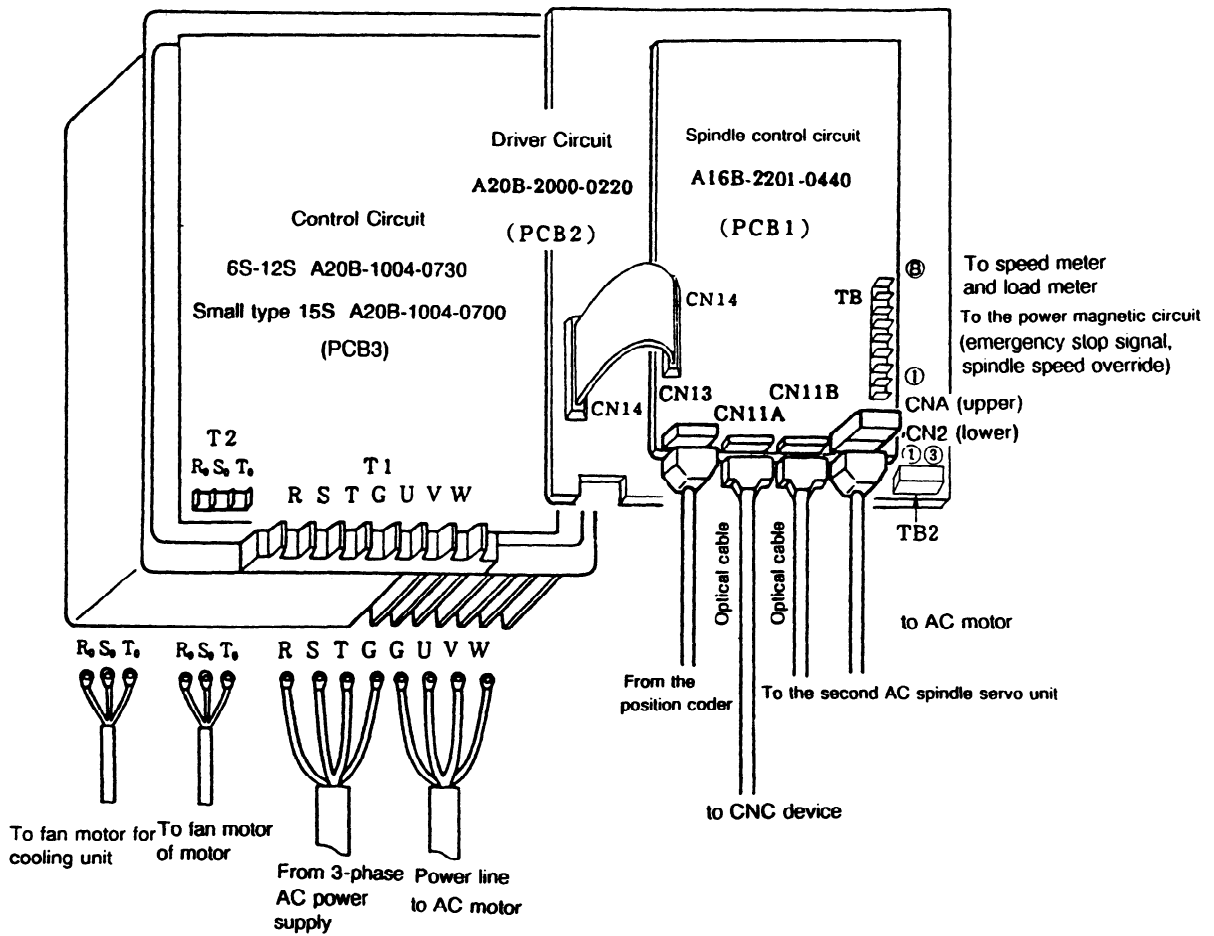 Driver Circuit
A20B-2000-0220
(PCB2)
Spindle control circuit
A16B-2201-0440
(PCB1)
Control Circuit
6S-12S A20B-1004-0730
Small type 15S A20B-1004-0700
(PCB3)
⑧
To speed meter
and load meter
TB
To the power magnetic circuit
(emergency stop signal,
spindle speed override)
①
CN14
CN13
CN14
CN11A
CN11B
CNA (upper)
CN2 (lower)
① ③
TB2
T2
R₀ S₀ T₀
T1
R S T G U V W
Optical cable
Optical cable
to AC motor
From the
position coder
To the second AC spindle servo unit
to CNC device
R₀ S₀ T₀
R₀ S₀ T₀
R S T G G U V W
To fan motor for
cooling unit
To fan motor
of motor
From 3-phase
AC power
supply
Power line
to AC motor